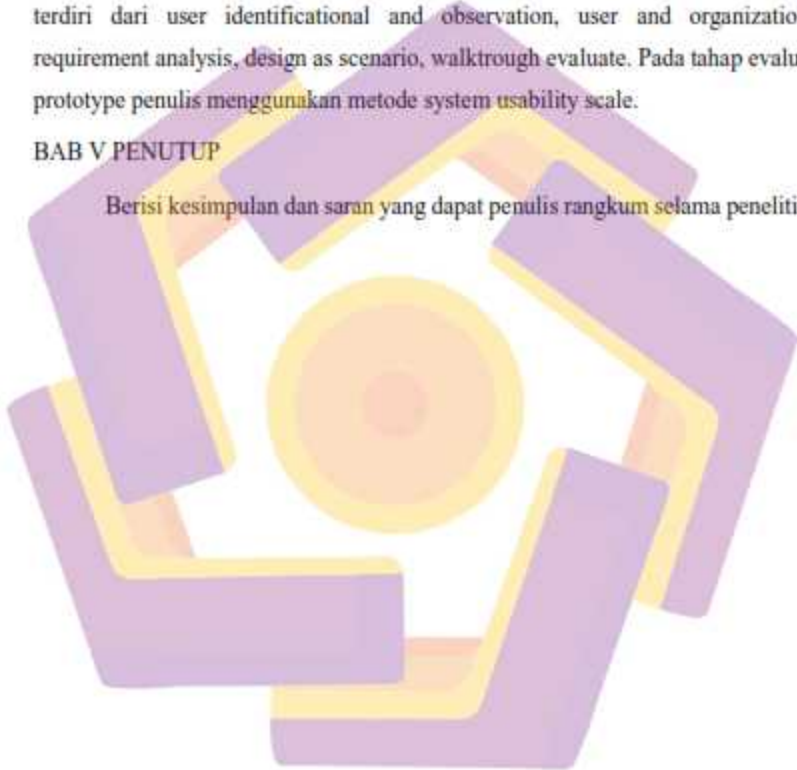 terdiri dari user identificational and observation, user and organizatio
requirement analysis, design as scenario, walktrough evaluate. Pada tahap evalu
prototype penulis menggunakan metode system usability scale.
BAB V PENUTUP
Berisi kesimpulan dan saran yang dapat penulis rangkum selama peneliti